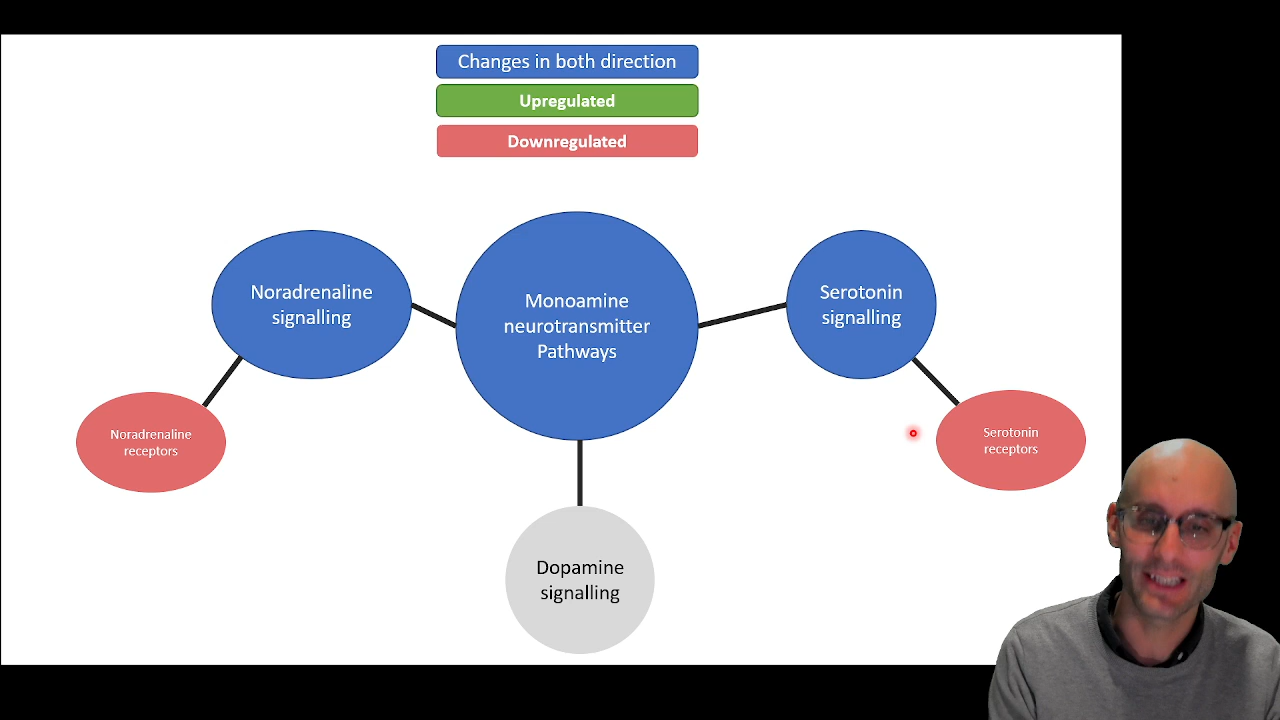 Changes in both direction
Upregulated
Downregulated
Noradrenaline
signalling
Monoamine
neurotransmitter
Pathways
Serotonin
signalling
Noradrenaline
receptors
Serotonin
receptors
Dopamine
signalling